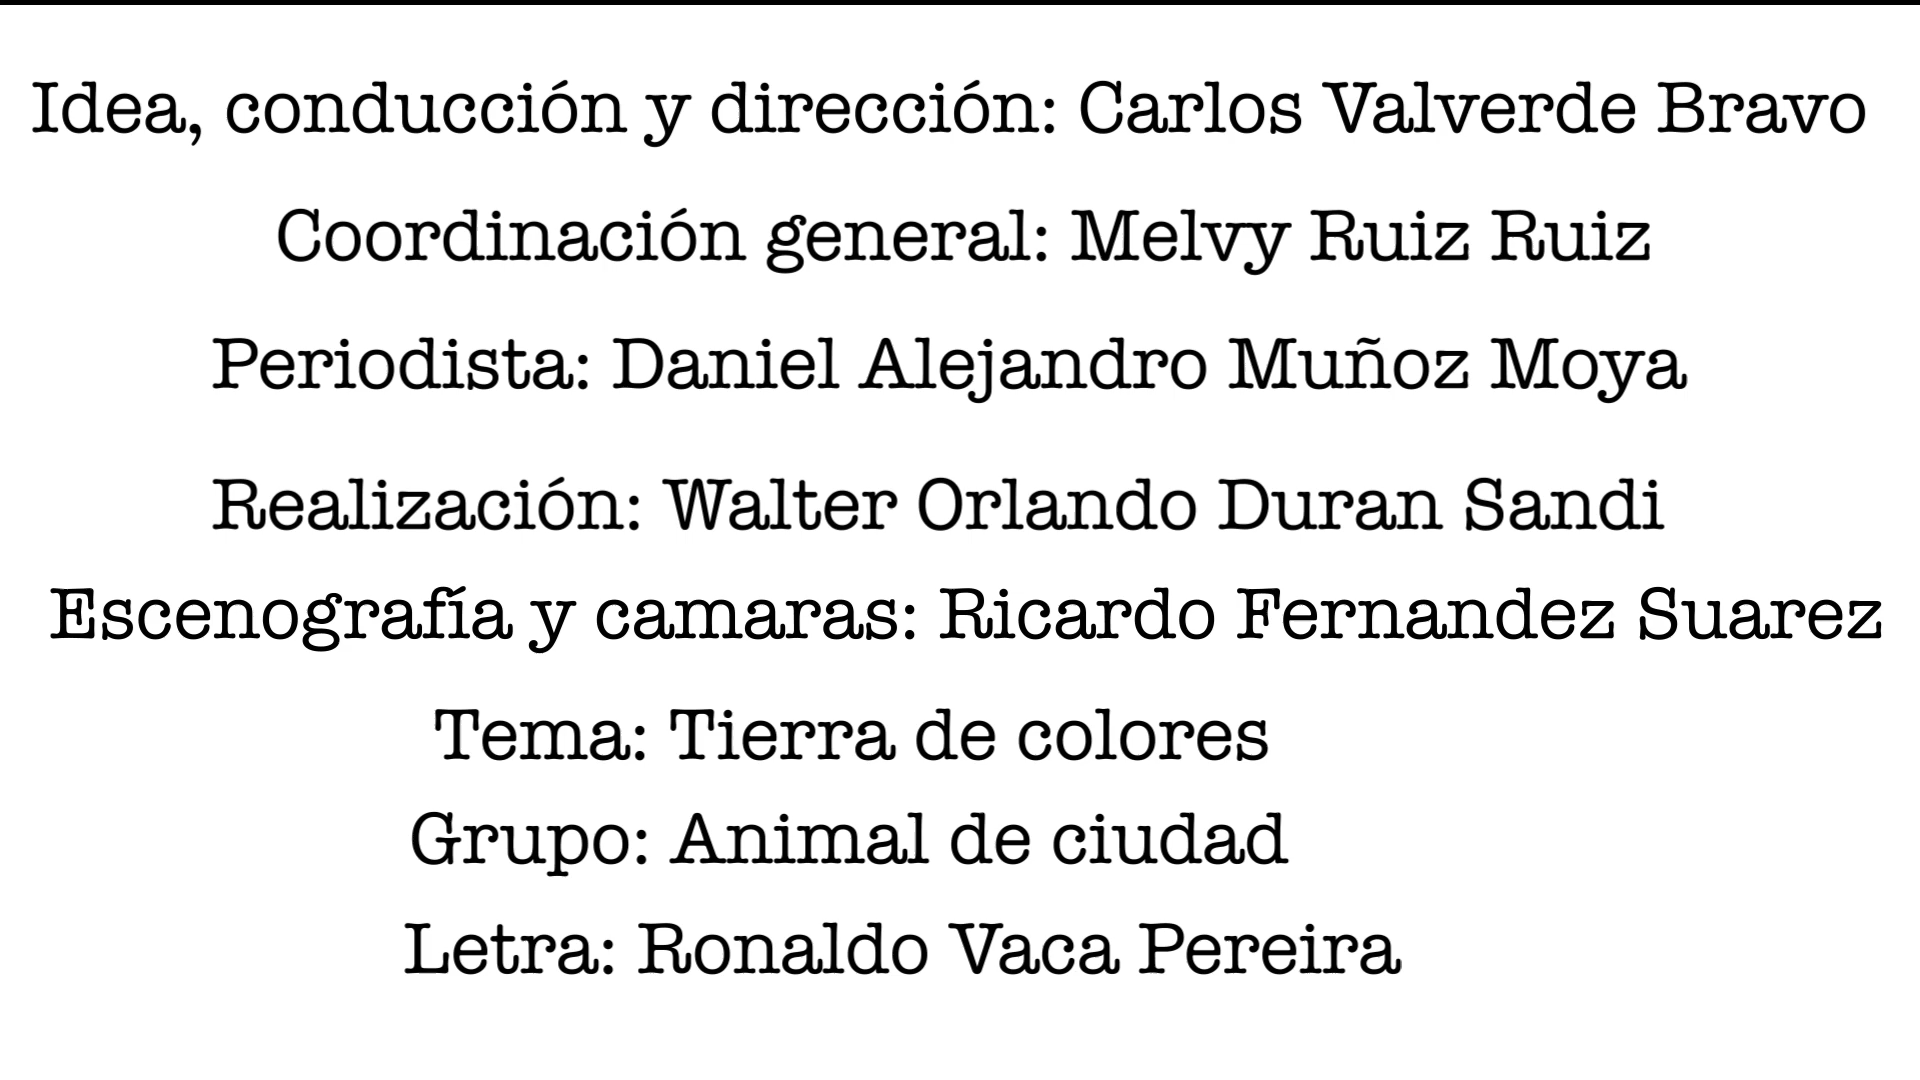 Idea, conducción y dirección: Carlos Valverde Bravo
Coordinación general: Melvy Ruiz Ruiz
Periodista: Daniel Alejandro Muñoz Moya
Realización: Walter Orlando Duran Sandi
Escenografía y camaras: Ricardo Fernandez Suarez
Tema: Tierra de colores
Grupo: Animal de ciudad
Letra: Ronaldo Vaca Pereira